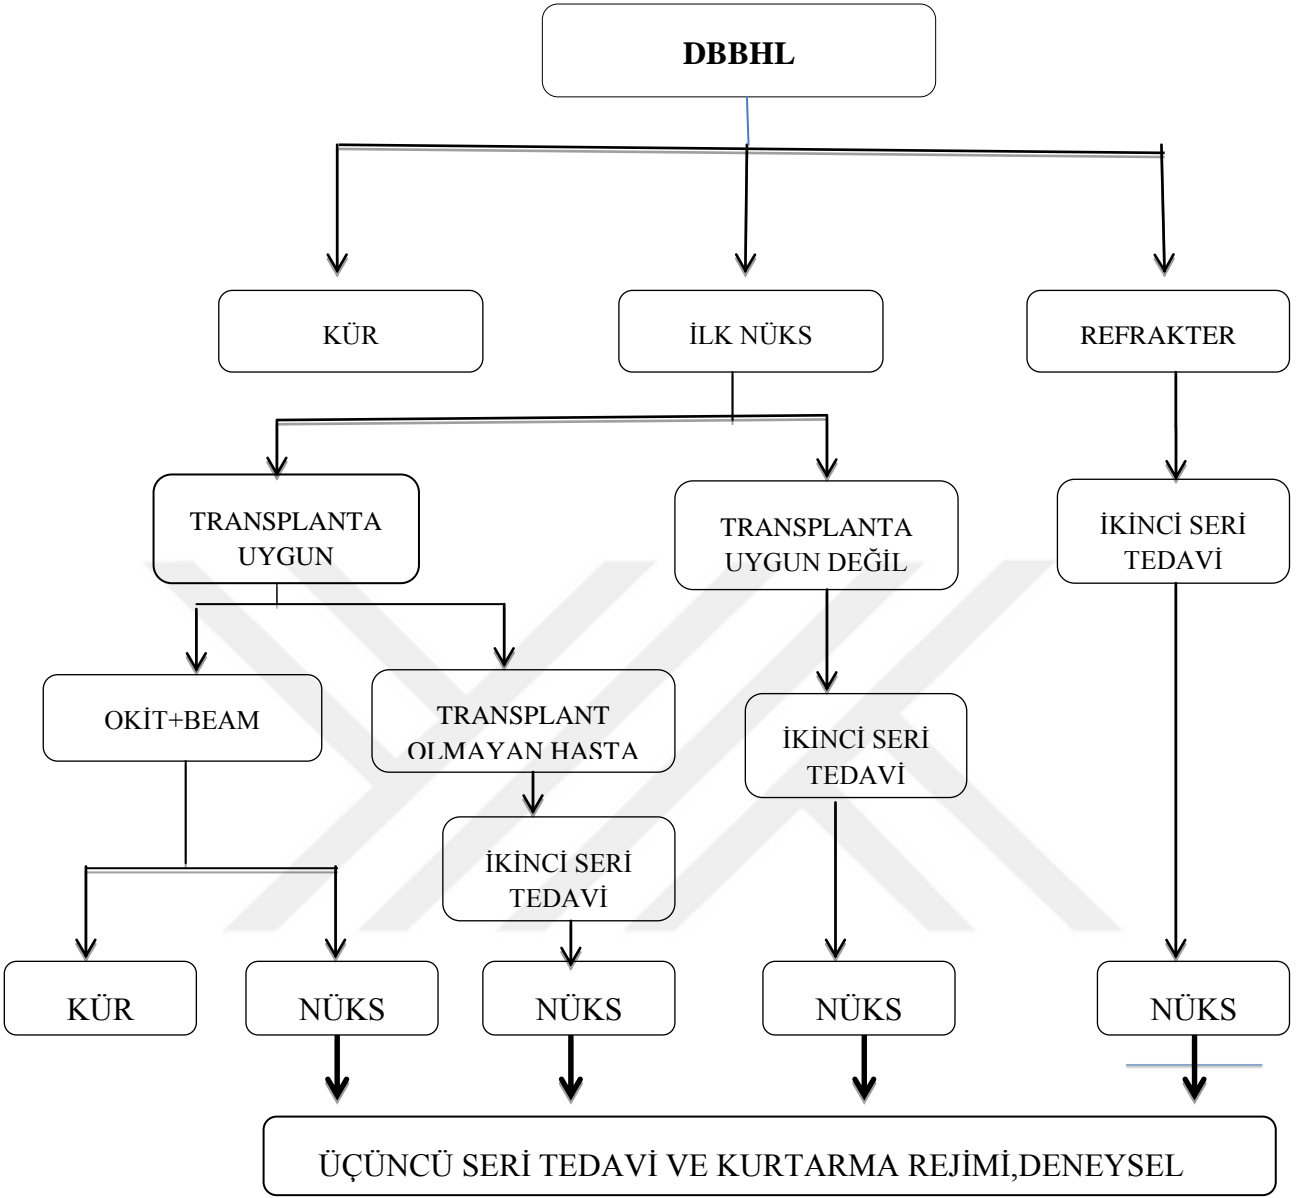 DBBHL
KÜR
İLK NÜKS
REFRAKTER
TRANSPLANTA
UYGUN
TRANSPLANTA
UYGUN DEĞİL
İKİNCİ SERİ
TEDAVİ
OKİT+BEAM
TRANSPLANT
OLMAYAN HASTA
İKİNCİ SERİ
TEDAVİ
İKİNCİ SERİ
TEDAVİ
KÜR
NÜKS
NÜKS
NÜKS
NÜKS
ÜÇÜNCÜ SERİ TEDAVİ VE KURTARMA REJİMİ,DENEYSEL